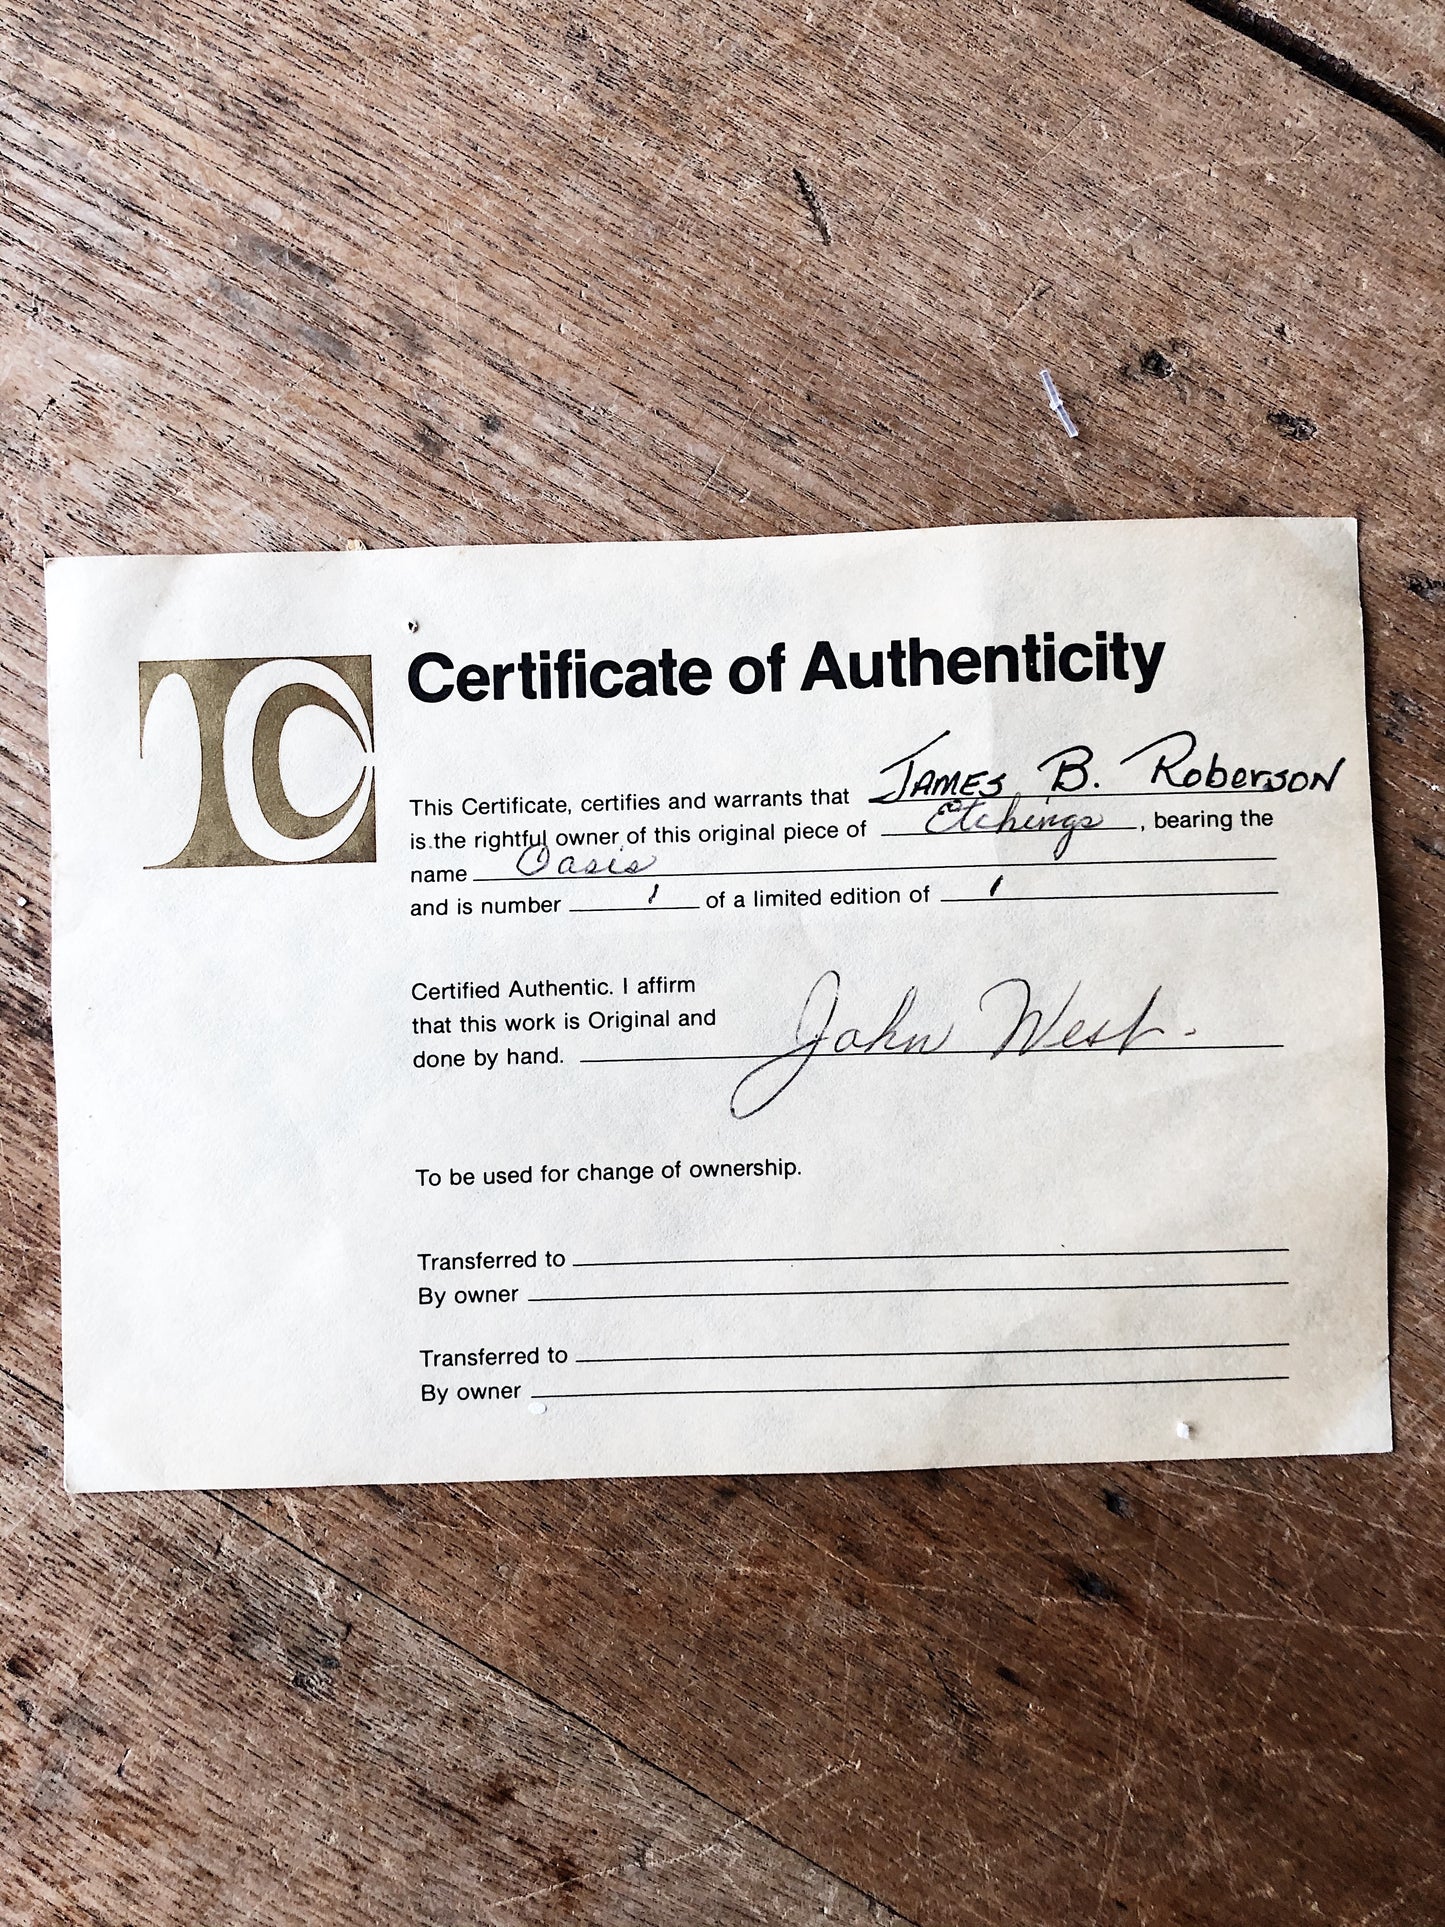 TC
Certificate of Authenticity
This Certificate, certifies and warrants that JAMES B. ROBERSON
is the rightful owner of this original piece of Etchings, bearing the
name Oasis
and is number 1 of a limited edition of 1
Certified Authentic. I affirm
that this work is Original and
done by hand. John West.
To be used for change of ownership.
Transferred to
By owner
Transferred to
By owner